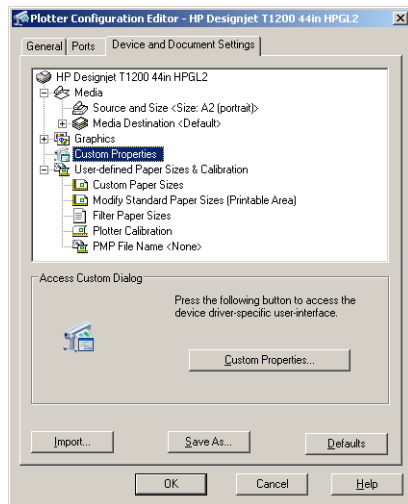 Plotter Configuration Editor - HP Designjet T1200 44in HPGL2
General Ports Device and Document Settings
HP Designjet T1200 44in HPGL2
Media
Source and Size <Size: A2 (portrait)>
Media Destination <Default>
Graphics
Custom Properties
User-defined Paper Sizes & Calibration
Custom Paper Sizes
Modify Standard Paper Sizes (Printable Area)
Filter Paper Sizes
Plotter Calibration
PMP File Name <None>
Access Custom Dialog
Press the following button to access the
device driver-specific user-interface.
Custom Properties...
Import... Save As... Defaults
OK Cancel Help